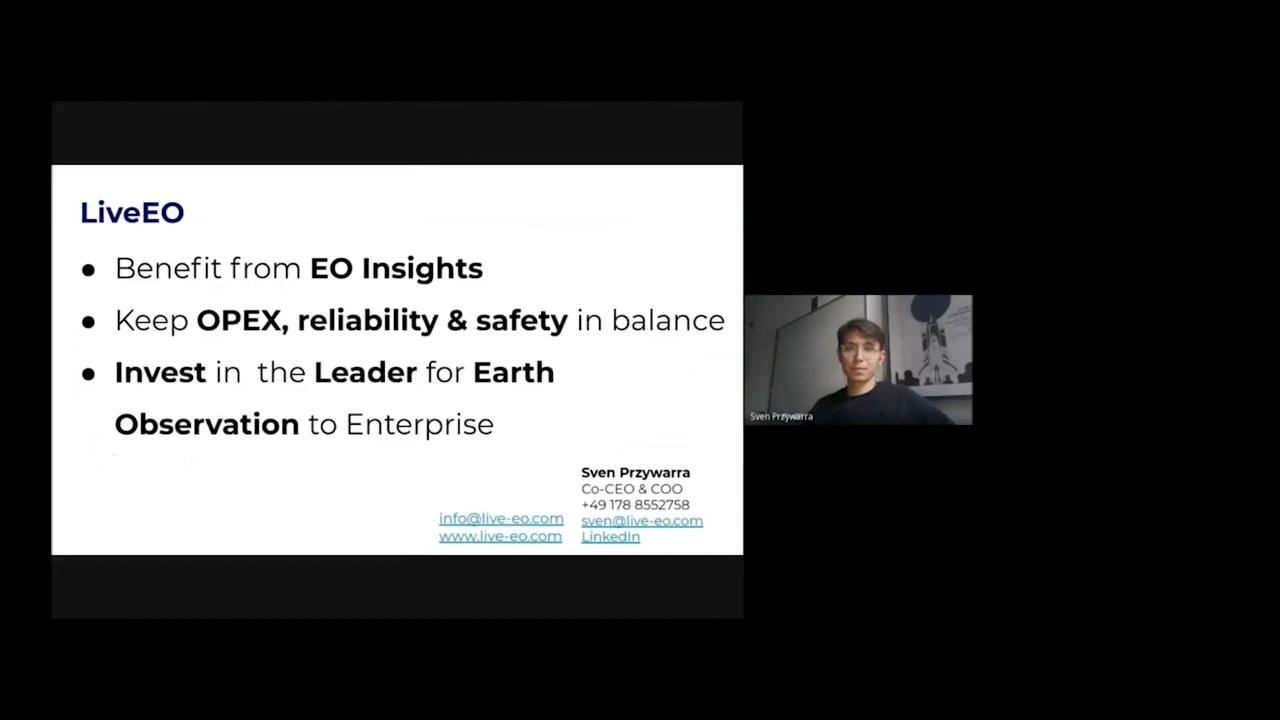 LiveEO
● Benefit from EO Insights
● Keep OPEX, reliability & safety in balance
● Invest in the Leader for Earth
Observation to Enterprise
Sven Przywarra
Co-CEO & COO
+49 178 8552758
info@live-eo.com
sven@live-eo.com
www.live-eo.com
LinkedIn
Sven Przywarra